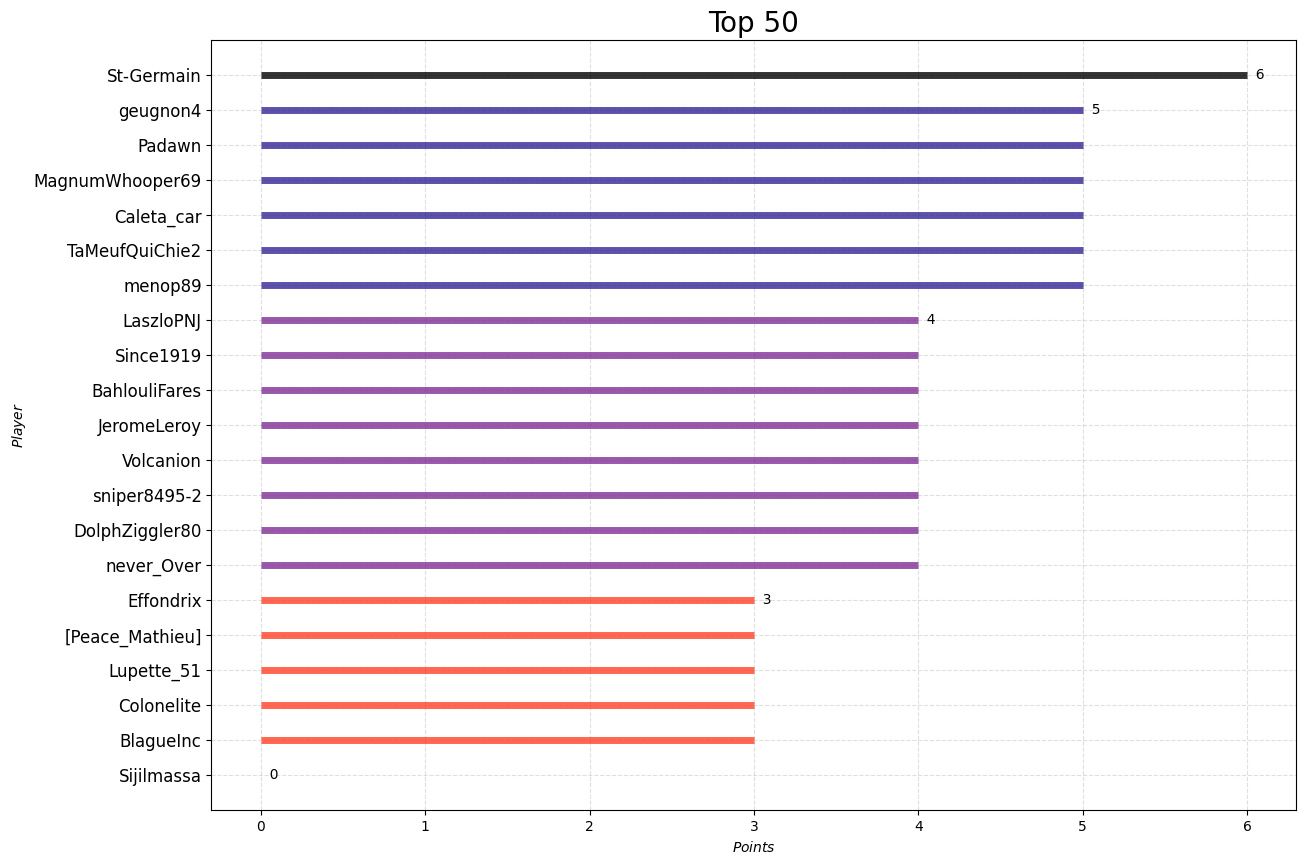 Top 50
St-Germain 6
geugnon4 5
Padawn
MagnumWhooper69
Caleta_car
TaMeufQuiChie2
menop89
LaszloPNJ 4
Since1919
BahlouliFares
JeromeLeroy
Volcanion
sniper8495-2
DolphZiggler80
never_Over
Effondrix 3
[Peace_Mathieu]
Lupette_51
Colonelite
BlagueInc
Sijilmassa 0
Player
0 1 2 3 4 5 6
Points